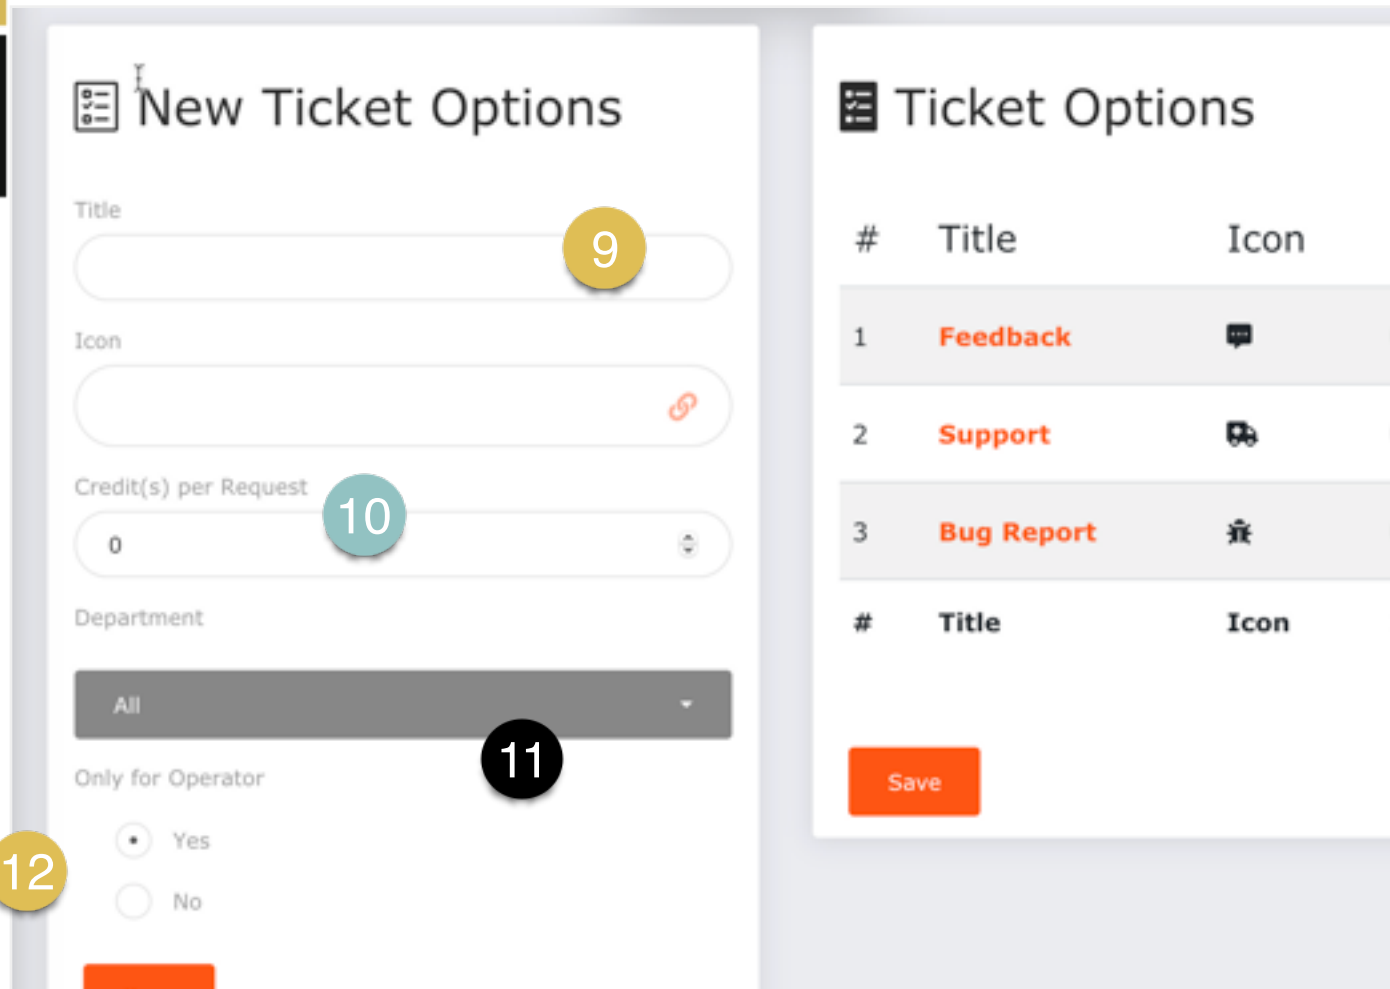 New Ticket Options
Title
9
Icon
Credit(s) per Request
10
0
Department
All
11
Only for Operator
Yes
12
No
Ticket Options
# Title Icon
1 Feedback
2 Support
3 Bug Report
# Title Icon
Save